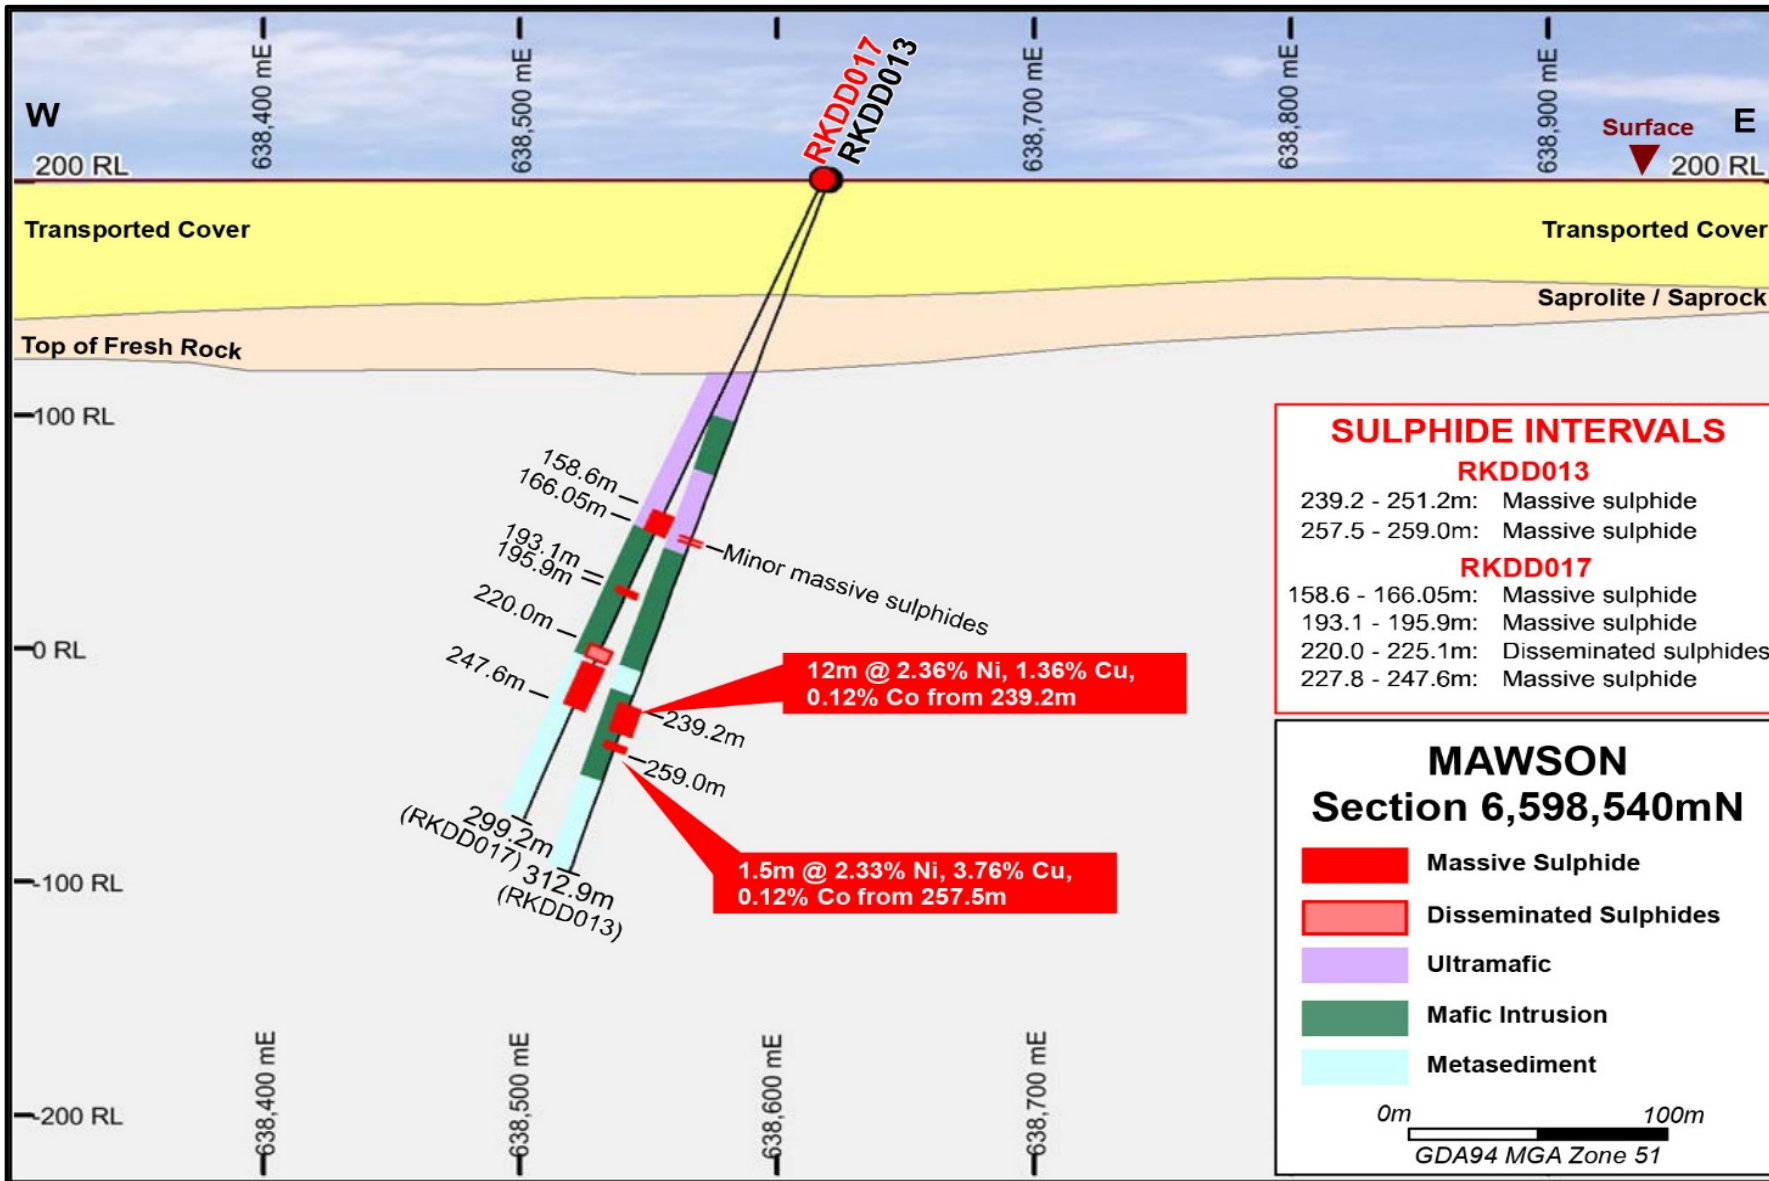 638,400 mE
638,500 mE
638,700 mE
638,800 mE
638,900 mE
RKDD017
RKDD013
W
E
Surface
200 RL
200 RL
Transported Cover
Transported Cover
Saprolite / Saprock
Top of Fresh Rock
100 RL
158.6m
166.05m
193.1m
195.9m
Minor massive sulphides
220.0m
0 RL
247.6m
12m @ 2.36% Ni, 1.36% Cu,
0.12% Co from 239.2m
239.2m
259.0m
299.2m
(RKDD017)
312.9m
(RKDD013)
1.5m @ 2.33% Ni, 3.76% Cu,
0.12% Co from 257.5m
-100 RL
-200 RL
638,400 mE
638,500 mE
638,600 mE
638,700 mE
SULPHIDE INTERVALS
RKDD013
239.2 - 251.2m: Massive sulphide
257.5 - 259.0m: Massive sulphide
RKDD017
158.6 - 166.05m: Massive sulphide
193.1 - 195.9m: Massive sulphide
220.0 - 225.1m: Disseminated sulphides
227.8 - 247.6m: Massive sulphide
MAWSON
Section 6,598,540mN
Massive Sulphide
Disseminated Sulphides
Ultramafic
Mafic Intrusion
Metasediment
0m 100m
GDA94 MGA Zone 51